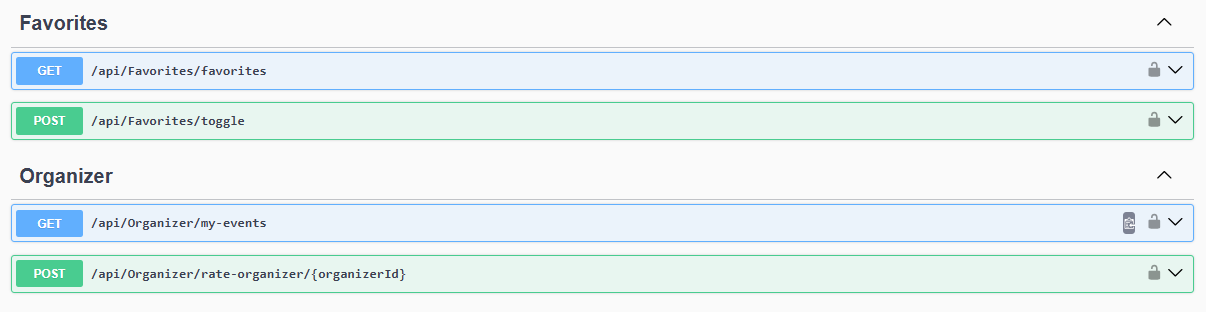 Favorites
GET /api/Favorites/favorites
POST /api/Favorites/toggle
Organizer
GET /api/Organizer/my-events
POST /api/Organizer/rate-organizer/{organizerId}